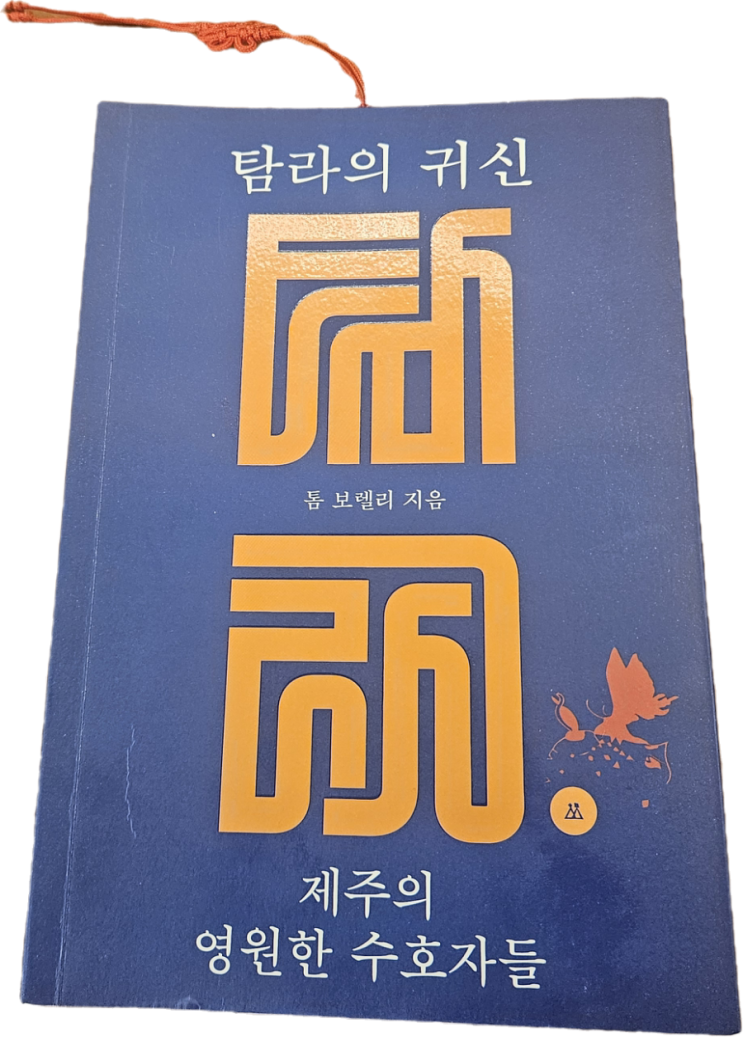 탐라의 귀신
톰 보렐리 지음
제주의
영원한 수호자들